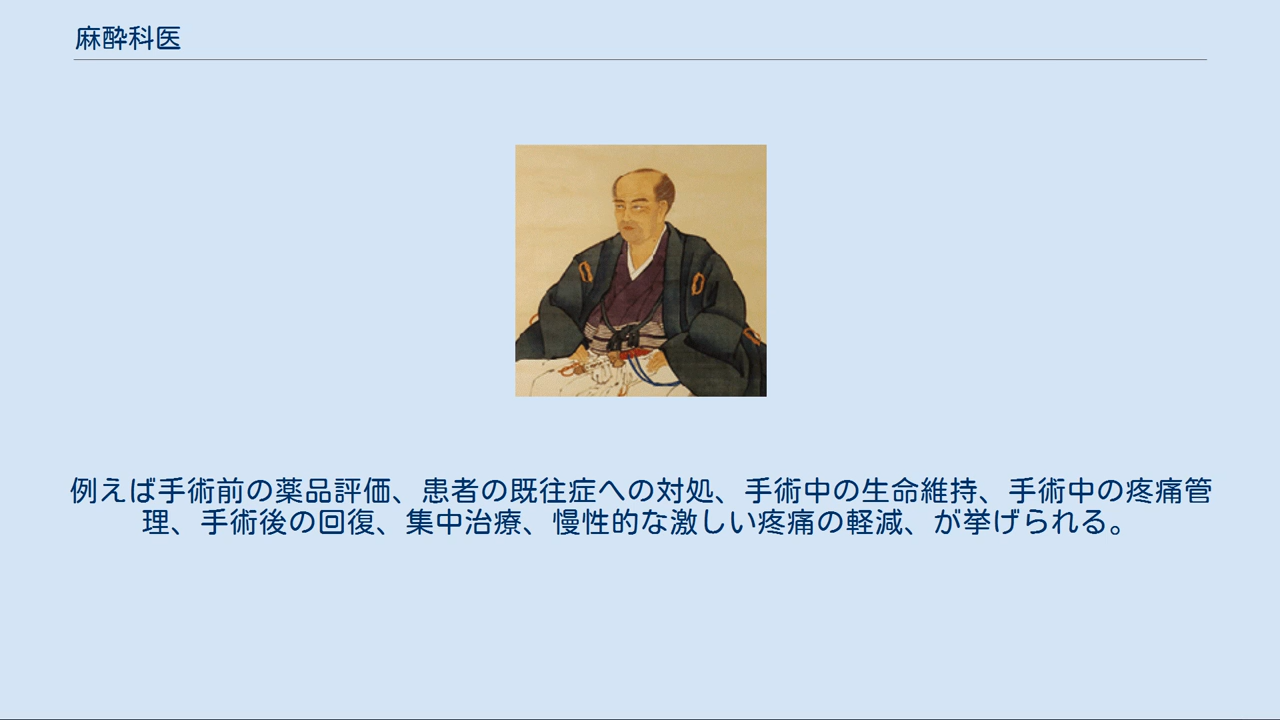 麻酔科医
例えば手術前の薬品評価、患者の既往症への対処、手術中の生命維持、手術中の疼痛管
理、手術後の回復、集中治療、慢性的な激しい疼痛の軽減、が挙げられる。